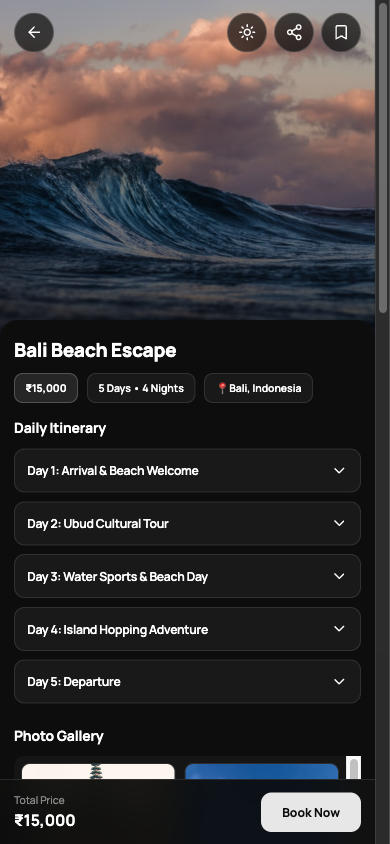 Bali Beach Escape
₹15,000
5 Days • 4 Nights
📍Bali, Indonesia
Daily Itinerary
Day 1: Arrival & Beach Welcome
Day 2: Ubud Cultural Tour
Day 3: Water Sports & Beach Day
Day 4: Island Hopping Adventure
Day 5: Departure
Photo Gallery
Total Price
₹15,000
Book Now